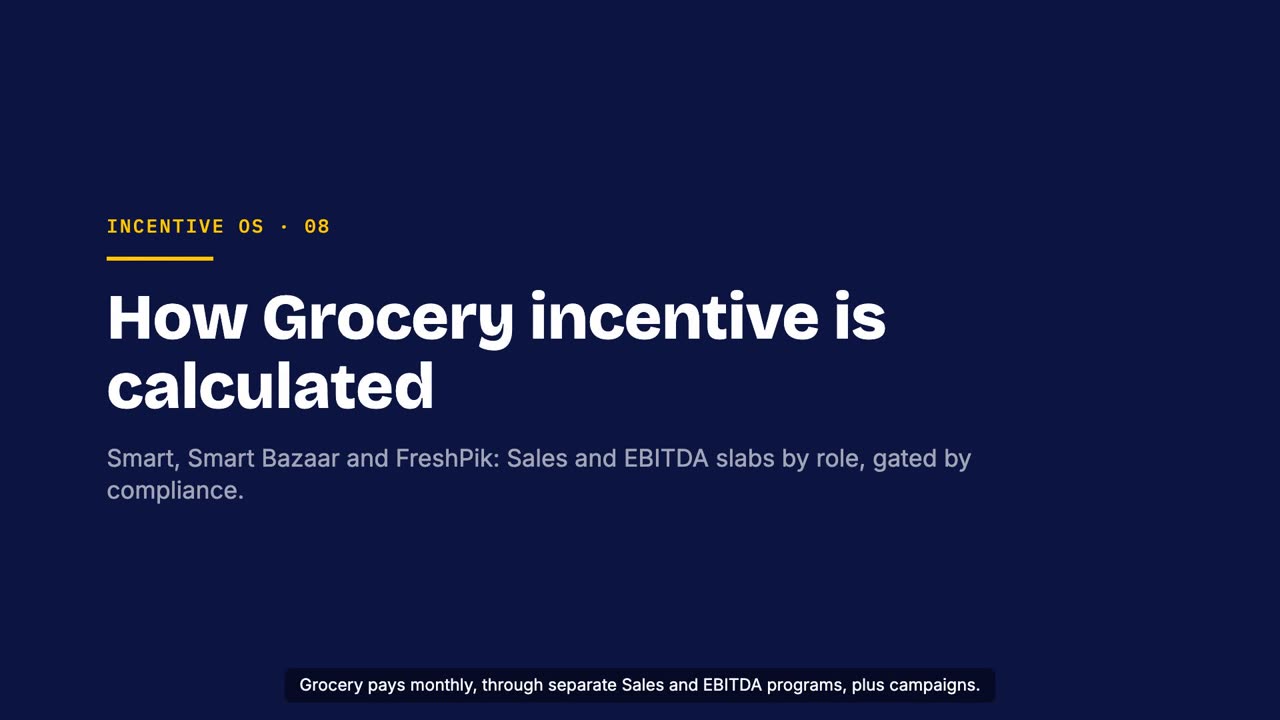 INCENTIVE OS · 08
How Grocery incentive is
calculated
Smart, Smart Bazaar and FreshPik: Sales and EBITDA slabs by role, gated by
compliance.
Grocery pays monthly, through separate Sales and EBITDA programs, plus campaigns.